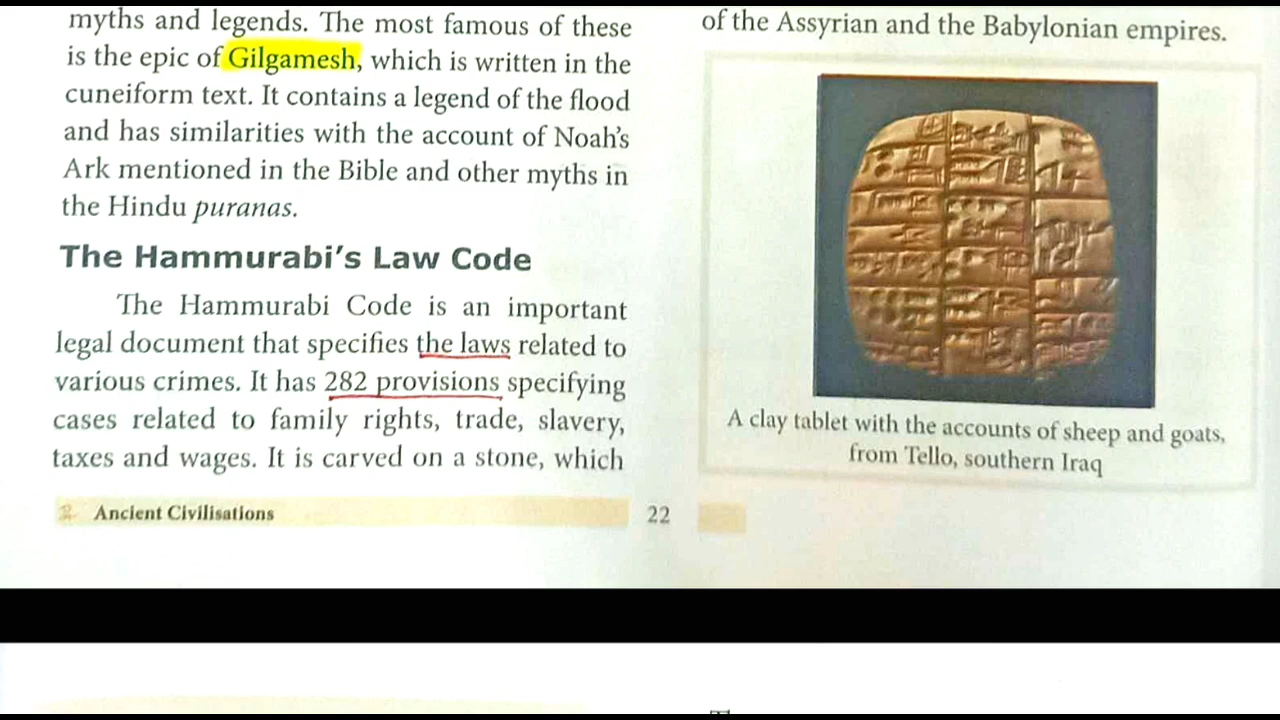 myths and legends. The most famous of these
is the epic of Gilgamesh, which is written in the
cuneiform text. It contains a legend of the flood
and has similarities with the account of Noah's
Ark mentioned in the Bible and other myths in
the Hindu puranas.
The Hammurabi's Law Code
The Hammurabi Code is an important
legal document that specifies the laws related to
various crimes. It has 282 provisions specifying
cases related to family rights, trade, slavery,
taxes and wages. It is carved on a stone, which
2 Ancient Civilisations
22
of the Assyrian and the Babylonian empires.
A clay tablet with the accounts of sheep and goats,
from Tello, southern Iraq